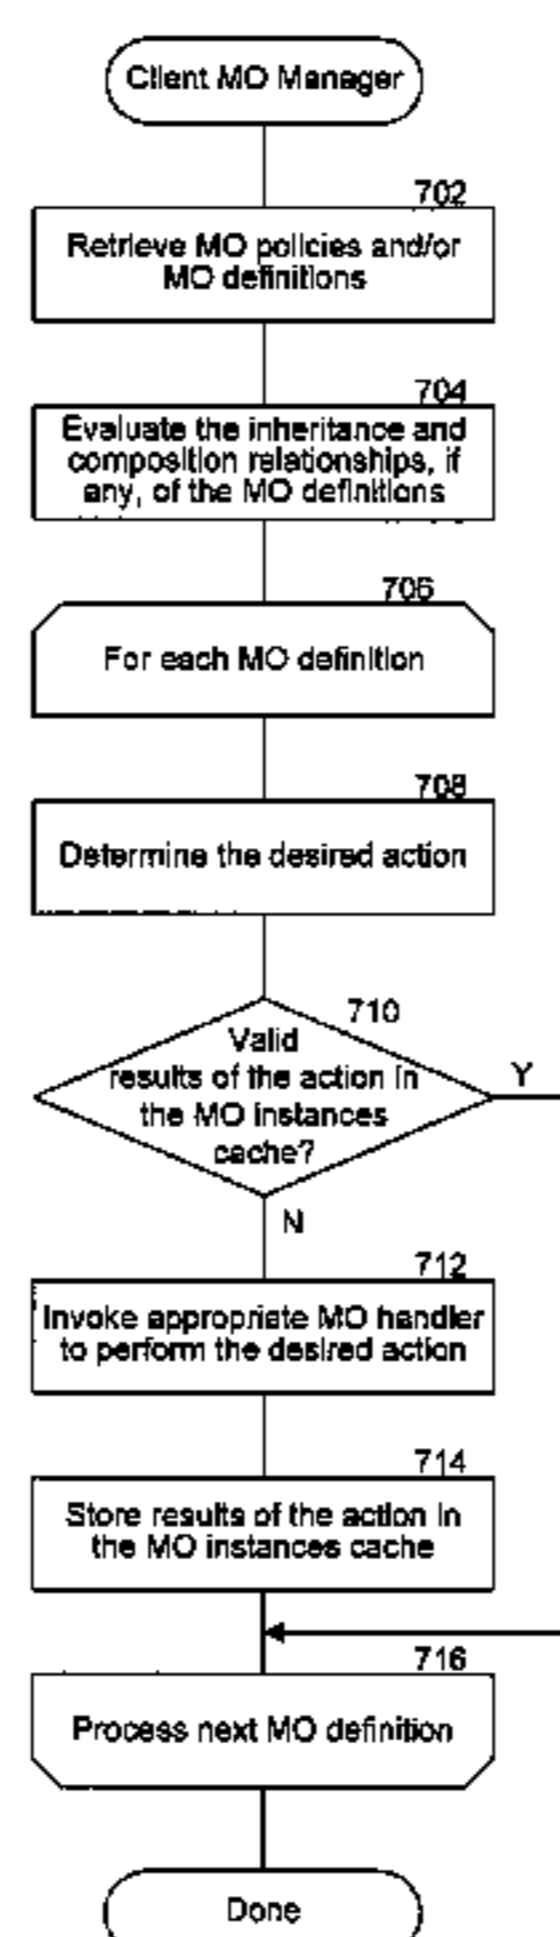 Client MO Manager
702
Retrieve MO policies and/or
MO definitions
704
Evaluate the inheritance and
composition relationships, if
any, of the MO definitions
706
For each MO definition
708
Determine the desired action
710
Valid
results of the action in
the MO instances
cache?
Y
N
712
Invoke appropriate MO handler
to perform the desired action
714
Store results of the action in
the MO instances cache
716
Process next MO definition
Done